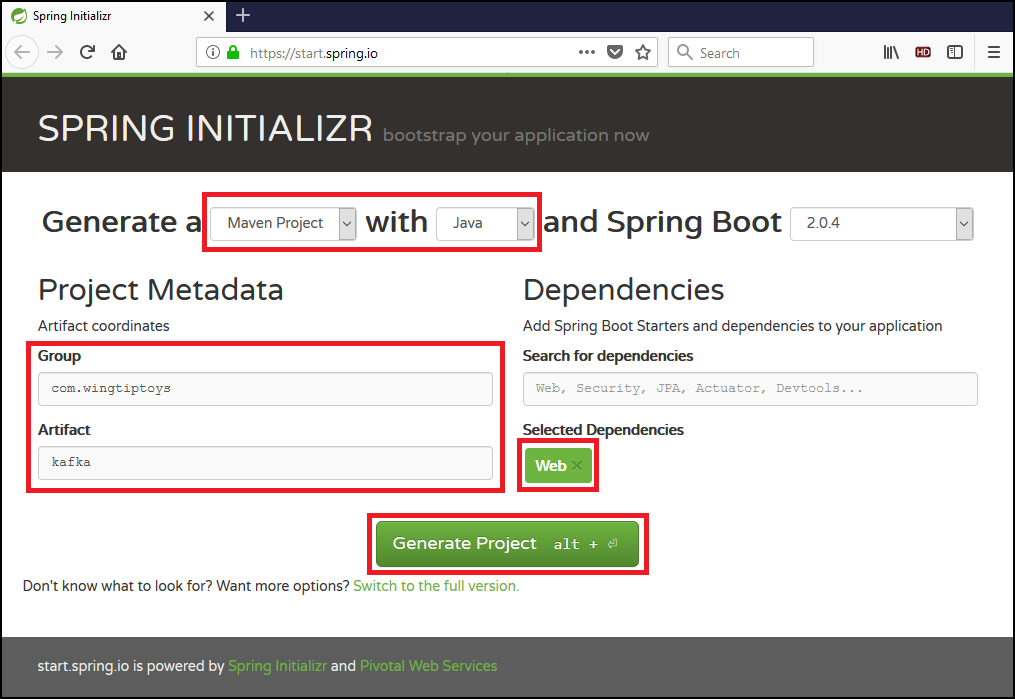 Spring Initializr
https://start.spring.io
Search
HD
SPRING INITIALIZR bootstrap your application now
Generate a Maven Project with Java and Spring Boot 2.0.4
Project Metadata
Artifact coordinates
Group
com.wingtiptoys
Artifact
kafka
Dependencies
Add Spring Boot Starters and dependencies to your application
Search for dependencies
Web, Security, JPA, Actuator, Devtools...
Selected Dependencies
Web ×
Generate Project alt + ⏎
Don't know what to look for? Want more options? Switch to the full version.
start.spring.io is powered by Spring Initializr and Pivotal Web Services